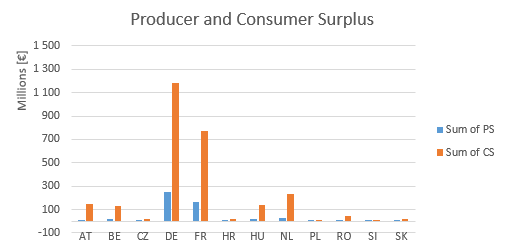 Producer and Consumer Surplus
Millions [€]
1 500
1 300
1 100
900
700
500
300
100
-100
AT BE CZ DE FR HR HU NL PL RO SI SK
Sum of PS
Sum of CS